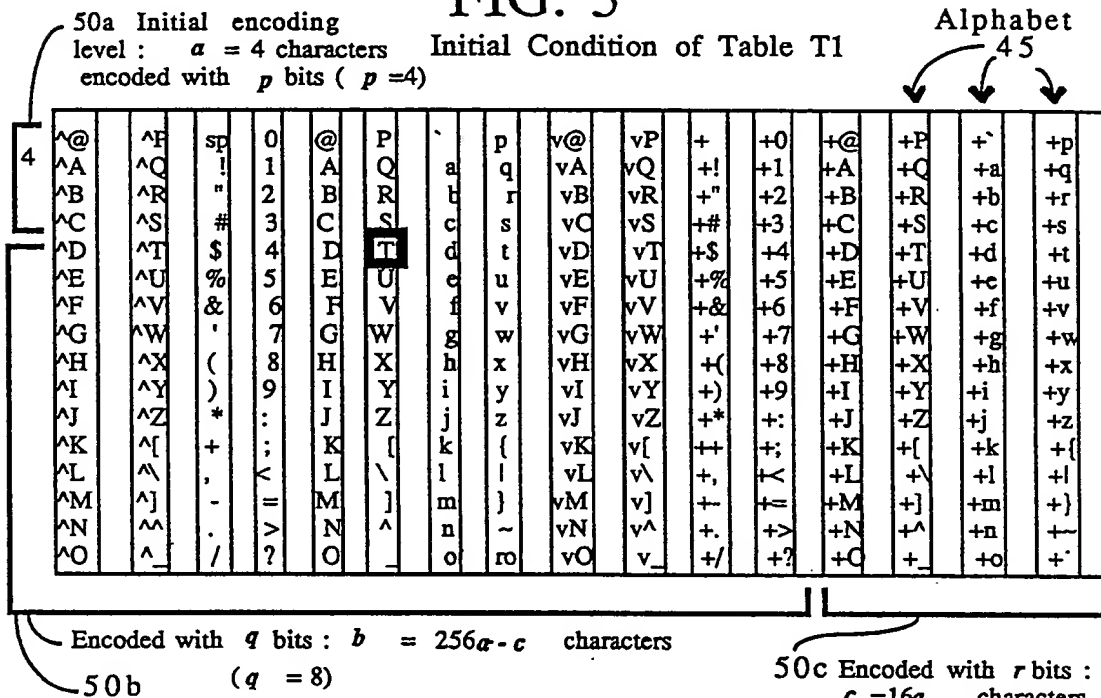 FIG. 5
50a Initial encoding
level : a = 4 characters
encoded with p bits ( p =4)
Initial Condition of Table T1
Alphabet
45
4
^@ ^P sp 0 @ P ` p v@ vP + +0 +@ +P +` +p
^A ^Q ! 1 A Q a q vA vQ +! +1 +A +Q +a +q
^B ^R " 2 B R b r vB vR +" +2 +B +R +b +r
^C ^S # 3 C S c s vC vS +# +3 +C +S +c +s
^D ^T $ 4 D T d t vD vT +$ +4 +D +T +d +t
^E ^U % 5 E U e u vE vU +% +5 +E +U +e +u
^F ^V & 6 F V f v vF vV +& +6 +F +V +f +v
^G ^W ' 7 G W g w vG vW +' +7 +G +W +g +w
^H ^X ( 8 H X h x vH vX +( +8 +H +X +h +x
^I ^Y ) 9 I Y i y vI vY +) +9 +I +Y +i +y
^J ^Z * : J Z j z vJ vZ +* +: +J +Z +j +z
^K ^[ + ; K [ k { vK v[ ++ +; +K +[ +k +{
^L ^\ , < L \ l | vL v\ +, +< +L +\ +l +|
^M ^] - = M ] m } vM v] +- += +M +] +m +}
^N ^^ . > N ^ n ~ vN v^ +. +> +N +^ +n +~
^O ^_ / ? O _ o ro vO v_ +/ +? +O +_ +o
Encoded with q bits : b = 256a - c characters
(q = 8)
50b
50c Encoded with r bits :
c =16a characters